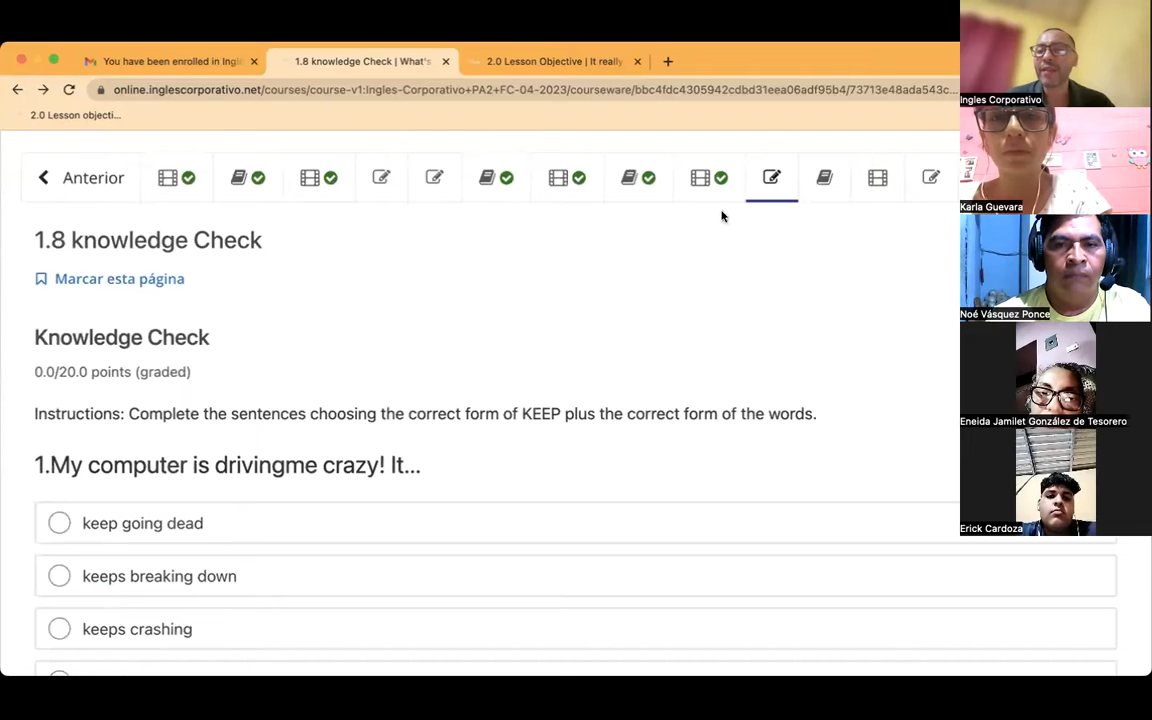 You have been enrolled in Ingl
1.8 knowledge Check | What's
2.0 Lesson Objective | It really
online.inglescorporativo.net/courses/course-v1:Ingles-Corporativo+PA2+FC-04-2023/courseware/bbc4fdc4305942cdbd31eea06adf95b4/73713e48ada543c...
2.0 Lesson objecti...
Anterior
1.8 knowledge Check
Marcar esta página
Knowledge Check
0.0/20.0 points (graded)
Instructions: Complete the sentences choosing the correct form of KEEP plus the correct form of the words.
1.My computer is drivingme crazy! It...
keep going dead
keeps breaking down
keeps crashing
Ingles Corporativo
Karla Guevara
Noé Vásquez Ponce
Eneida Jamilet González de Tesorero
Erick Cardoza